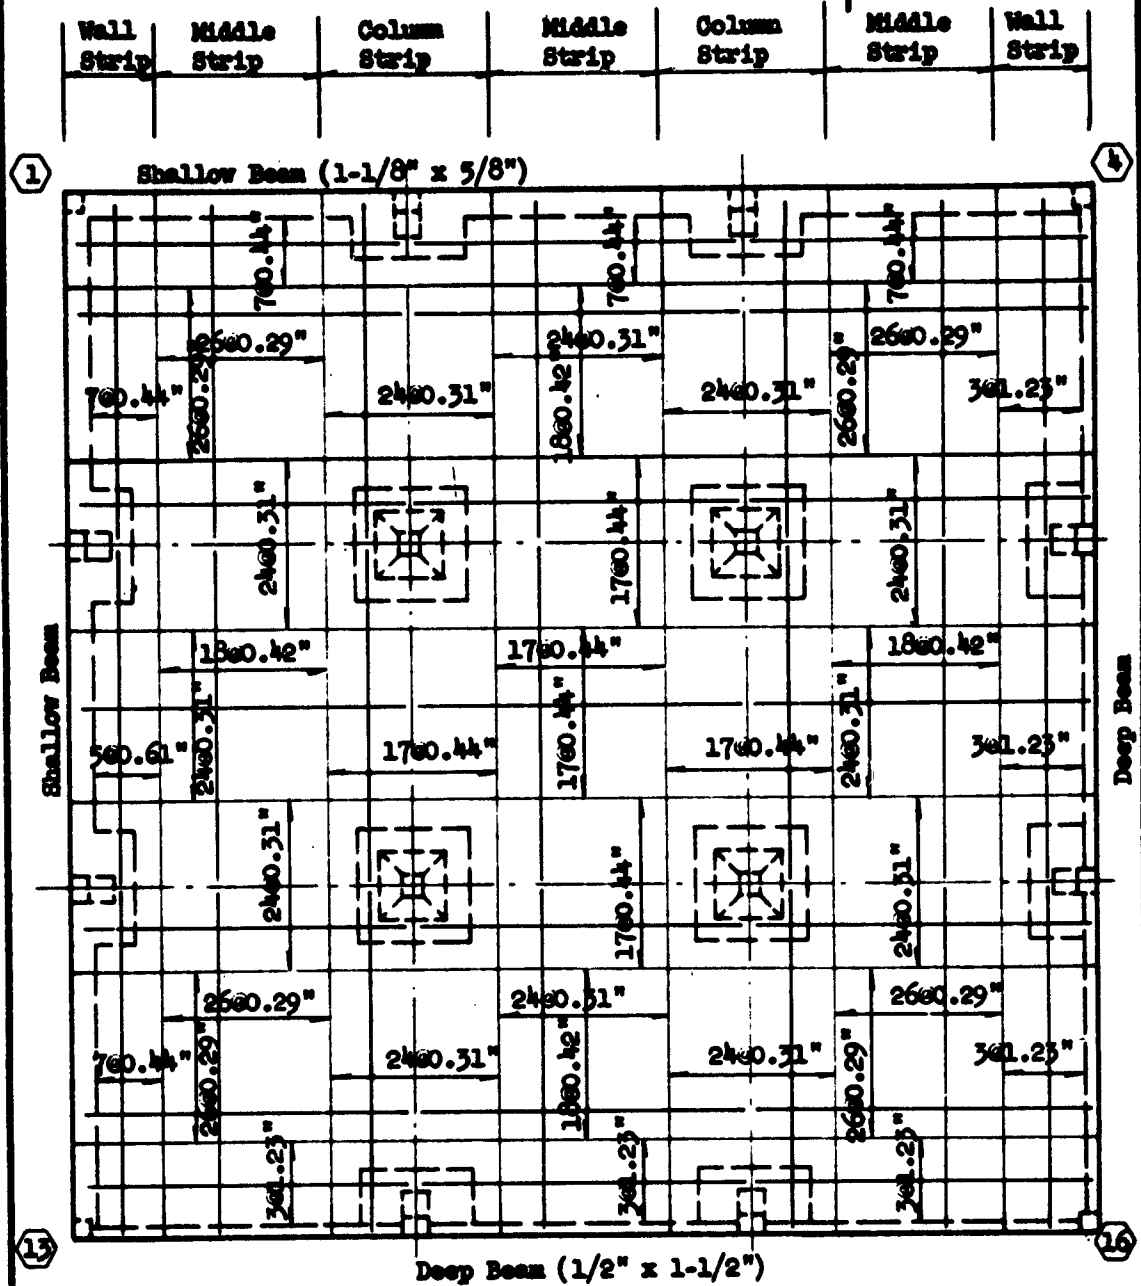 Wall Middle Column Middle Column Middle Wall
Strip Strip Strip Strip Strip Strip Strip
1 4
Shallow Beam (1-1/8" x 5/8")
7@0.44" 7@0.44" 7@0.44"
26@0.29" 24@0.31" 26@0.29"
26@0.29" 18@0.42" 26@0.29"
7@0.44" 24@0.31" 24@0.31" 3@1.23"
24@0.31" 17@0.44" 24@0.31"
18@0.42" 17@0.44" 18@0.42"
Shallow Beam
24@0.31" 17@0.44" 24@0.31"
Deep Beam
5@0.61" 17@0.44" 17@0.44" 3@1.23"
24@0.31" 17@0.44" 24@0.31"
26@0.29" 24@0.31" 26@0.29"
26@0.29" 18@0.42" 26@0.29"
7@0.44" 24@0.31" 24@0.31" 3@1.23"
3@1.23" 3@1.23" 3@1.23"
13 16
Deep Beam (1/2" x 1-1/2")